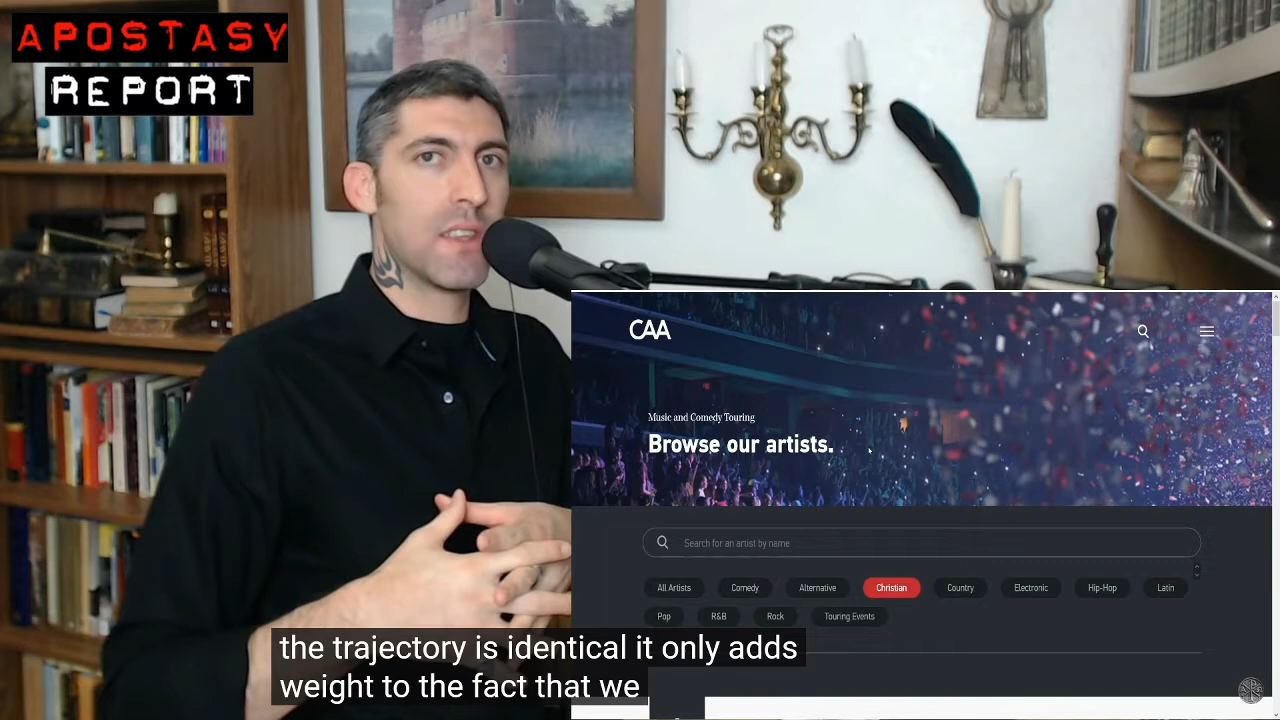 APOSTASY
REPORT
CAA
Music and Comedy Touring
Browse our artists.
Search for an artist by name
All Artists
Comedy
Alternative
Christian
Country
Electronic
Hip-Hop
Latin
Pop
R&B
Rock
Touring Events
the trajectory is identical it only adds
weight to the fact that we